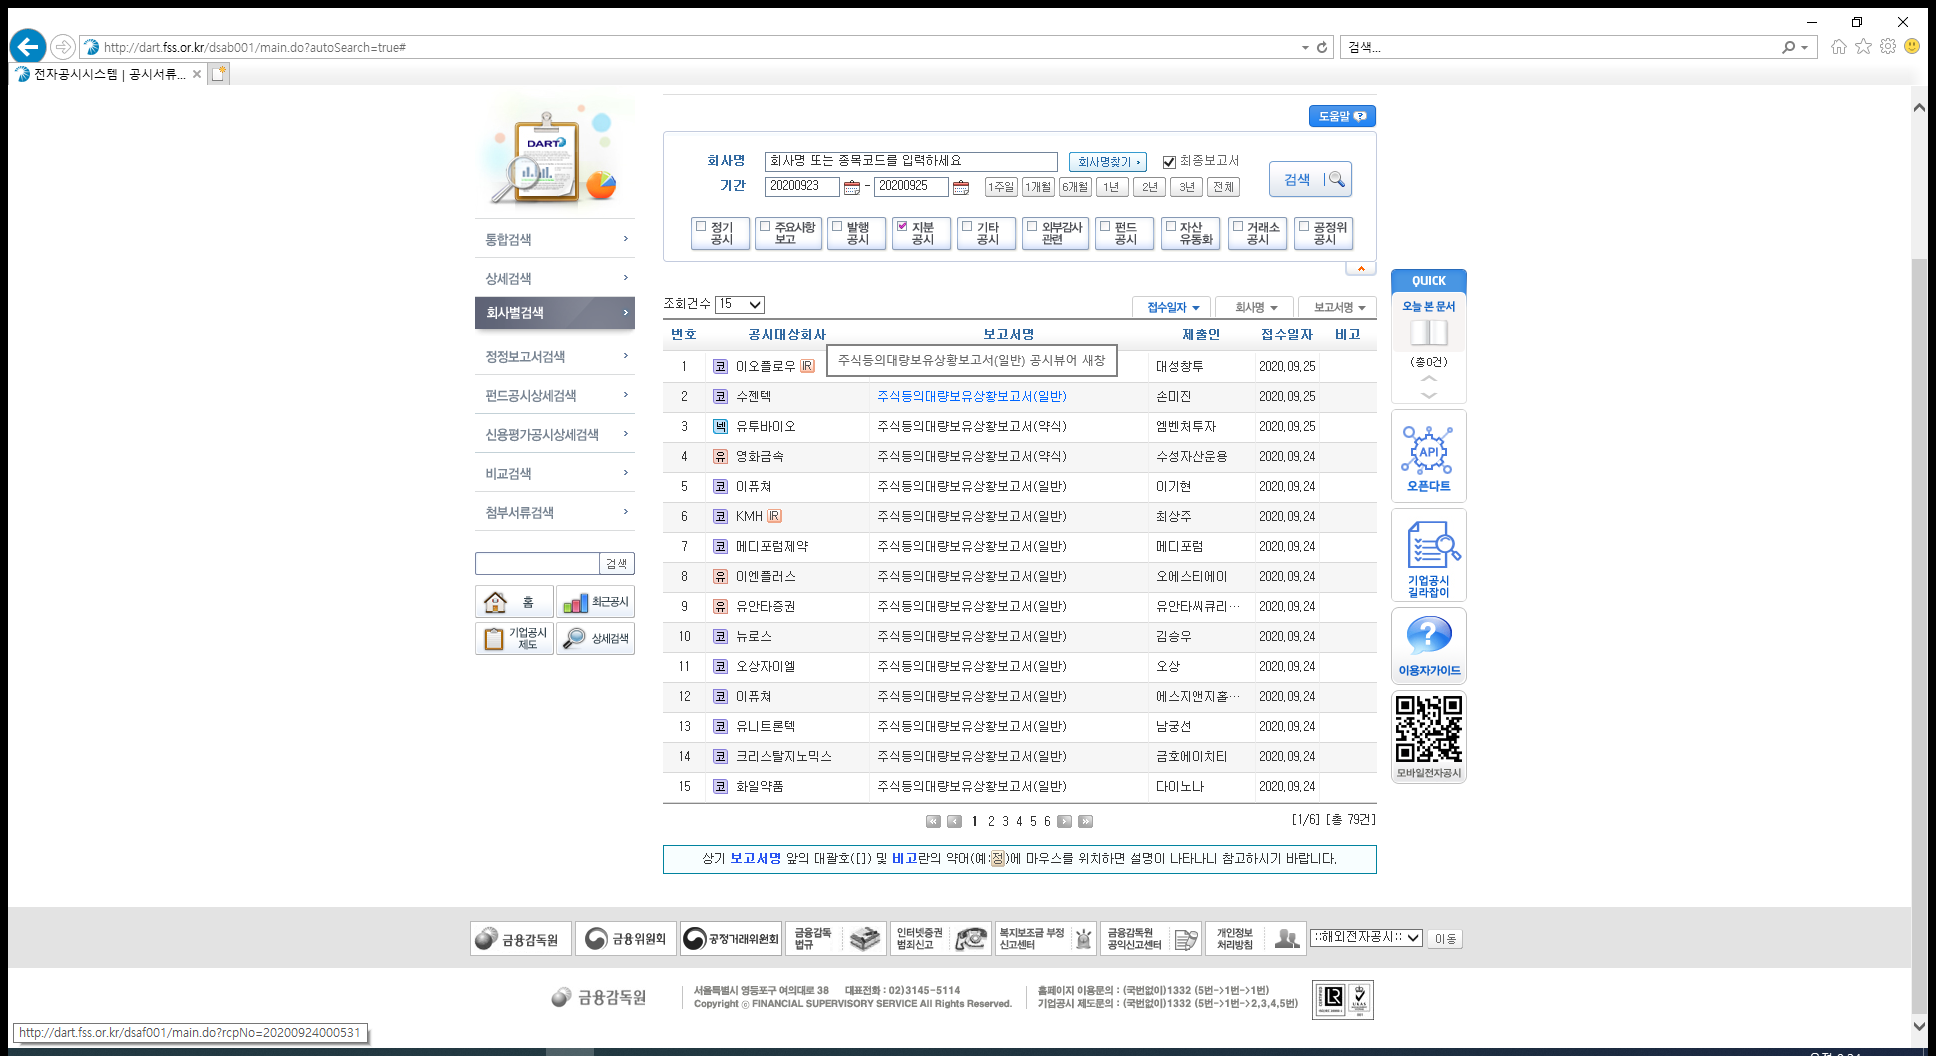 http://dart.fss.or.kr/dsab001/main.do?autoSearch=true#
검색...
전자공시시스템 | 공시서류...
DART
도움말
회사명 회사명 또는 종목코드를 입력하세요 회사명찾기 최종보고서
기간 20200923 - 20200925 1주일 1개월 6개월 1년 2년 3년 전체
검색
정기공시 주요사항보고 발행공시 지분공시 기타공시 외부감사관련 펀드공시 자산유동화 거래소공시 공정위공시
통합검색
상세검색
회사별검색
정정보고서검색
펀드공시상세검색
신용평가공시상세검색
비교검색
첨부서류검색
검색
홈 최근공시
기업공시제도 상세검색
조회건수 15 접수일자 회사명 보고서명
번호 공시대상회사 보고서명 제출인 접수일자 비고
주식등의대량보유상황보고서(일반) 공시뷰어 새창
1 코 이오플로우 IR 대성창투 2020.09.25
2 코 수젠텍 주식등의대량보유상황보고서(일반) 손미진 2020.09.25
3 넥 유투바이오 주식등의대량보유상황보고서(약식) 엠벤처투자 2020.09.25
4 유 영화금속 주식등의대량보유상황보고서(약식) 수성자산운용 2020.09.24
5 코 이퓨쳐 주식등의대량보유상황보고서(일반) 이기현 2020.09.24
6 코 KMH IR 주식등의대량보유상황보고서(일반) 최상주 2020.09.24
7 코 메디포럼제약 주식등의대량보유상황보고서(일반) 메디포럼 2020.09.24
8 유 이엔플러스 주식등의대량보유상황보고서(일반) 오에스티에이 2020.09.24
9 유 유안타증권 주식등의대량보유상황보고서(일반) 유안타씨큐리… 2020.09.24
10 코 뉴로스 주식등의대량보유상황보고서(일반) 김승우 2020.09.24
11 코 오상자이엘 주식등의대량보유상황보고서(일반) 오상 2020.09.24
12 코 이퓨쳐 주식등의대량보유상황보고서(일반) 에스지앤지홀… 2020.09.24
13 코 유니트론텍 주식등의대량보유상황보고서(일반) 남궁선 2020.09.24
14 코 크리스탈지노믹스 주식등의대량보유상황보고서(일반) 금호에이치티 2020.09.24
15 코 화일약품 주식등의대량보유상황보고서(일반) 다이노나 2020.09.24
1 2 3 4 5 6 [1/6] [총 79건]
상기 보고서명 앞의 대괄호([]) 및 비고란의 약어(예:정)에 마우스를 위치하면 설명이 나타나니 참고하시기 바랍니다.
QUICK
오늘 본 문서
(총0건)
API
오픈다트
기업공시
길라잡이
이용자가이드
모바일전자공시
금융감독원 금융위원회 공정거래위원회 금융감독법규 인터넷증권범죄신고 복지보조금 부정신고센터 금융감독원공익신고센터 개인정보처리방침 ::해외전자공시:: 이동
금융감독원
서울특별시 영등포구 여의대로 38 대표전화 : 02)3145-5114
Copyright ⓒ FINANCIAL SUPERVISORY SERVICE All Rights Reserved.
홈페이지 이용문의 : (국번없이)1332 (5번->1번->1번)
기업공시 제도문의 : (국번없이)1332 (5번->1번->2,3,4,5번)
http://dart.fss.or.kr/dsaf001/main.do?rcpNo=20200924000531